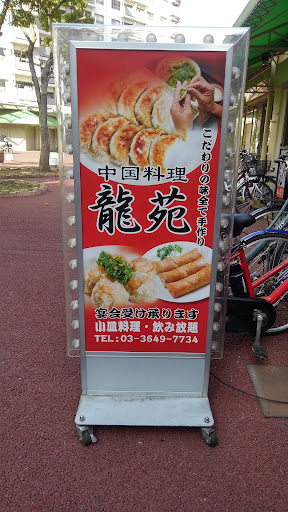 こだわりの味全て手作り
中国料理
龍苑
宴会受け承ります
小皿料理・飲み放題
TEL:03-3649-7734